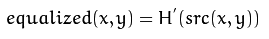 equalized(x,y) = H'(src(x,y))